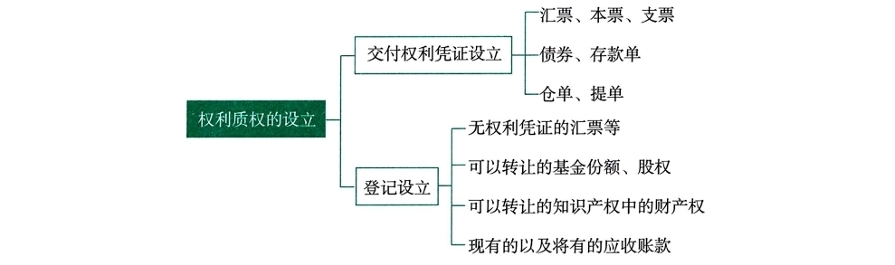 权利质权的设立
交付权利凭证设立
汇票、本票、支票
债券、存款单
仓单、提单
登记设立
无权利凭证的汇票等
可以转让的基金份额、股权
可以转让的知识产权中的财产权
现有的以及将有的应收账款